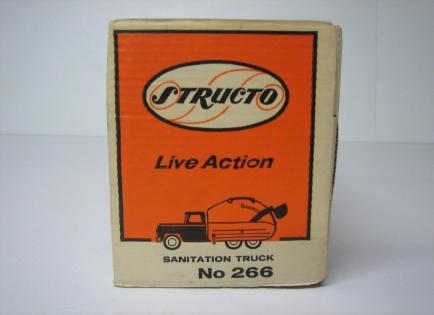 STRUCTO
Live Action
SANITATION TRUCK
No 266